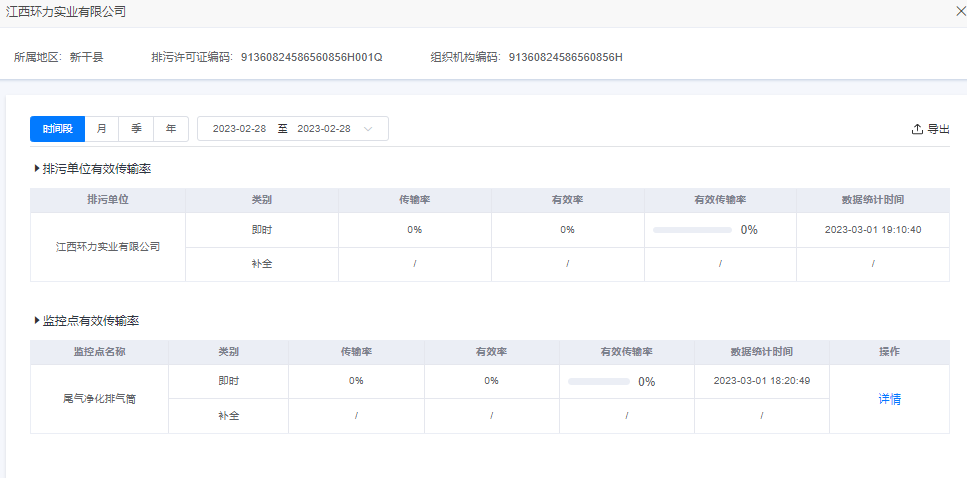 江西环力实业有限公司
所属地区: 新干县 排污许可证编码: 91360824586560856H001Q 组织机构编码: 91360824586560856H
时间段 月 季 年 2023-02-28 至 2023-02-28 导出
排污单位有效传输率
排污单位 类别 传输率 有效率 有效传输率 数据统计时间
江西环力实业有限公司 即时 0% 0% 0% 2023-03-01 19:10:40
补全 / / / /
监控点有效传输率
监控点名称 类别 传输率 有效率 有效传输率 数据统计时间 操作
尾气净化排气筒 即时 0% 0% 0% 2023-03-01 18:20:49 详情
补全 / / / /